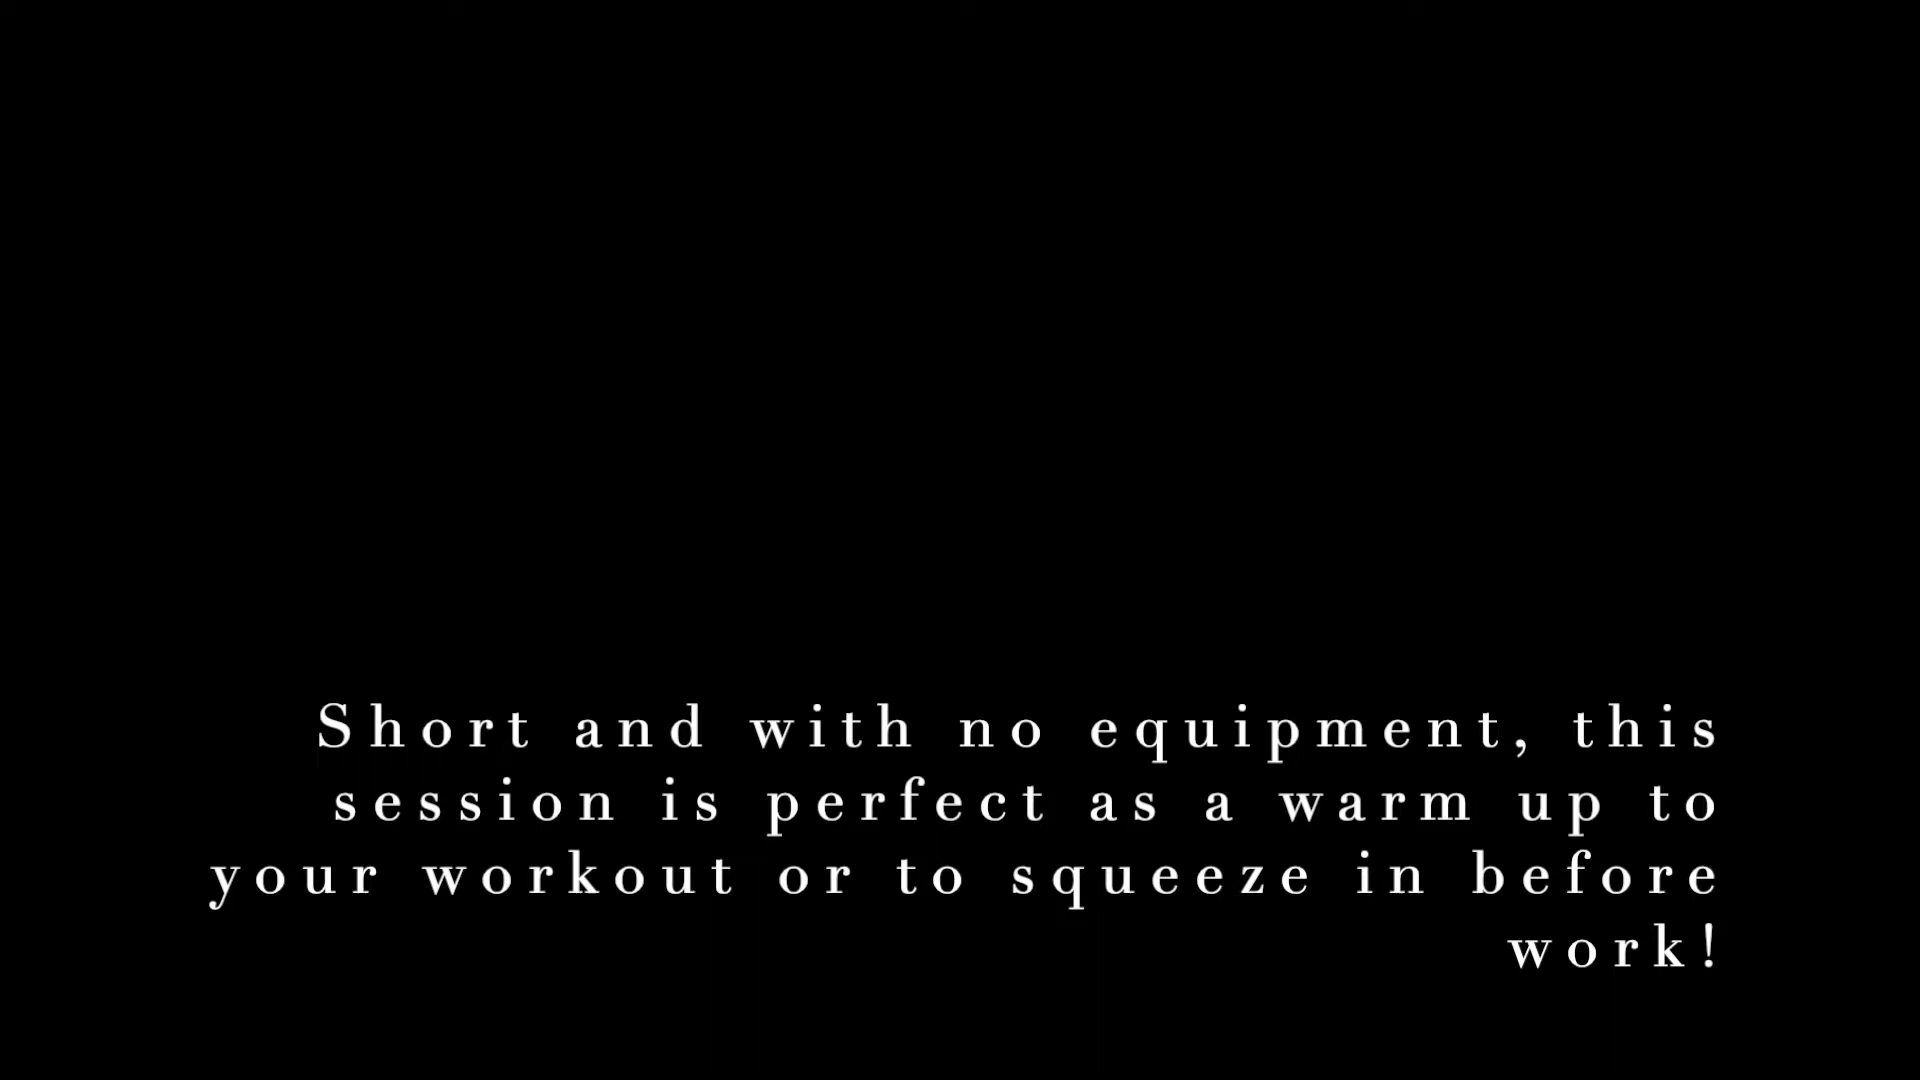 Short and with no equipment, this
session is perfect as a warm up to
your workout or to squeeze in before
work!